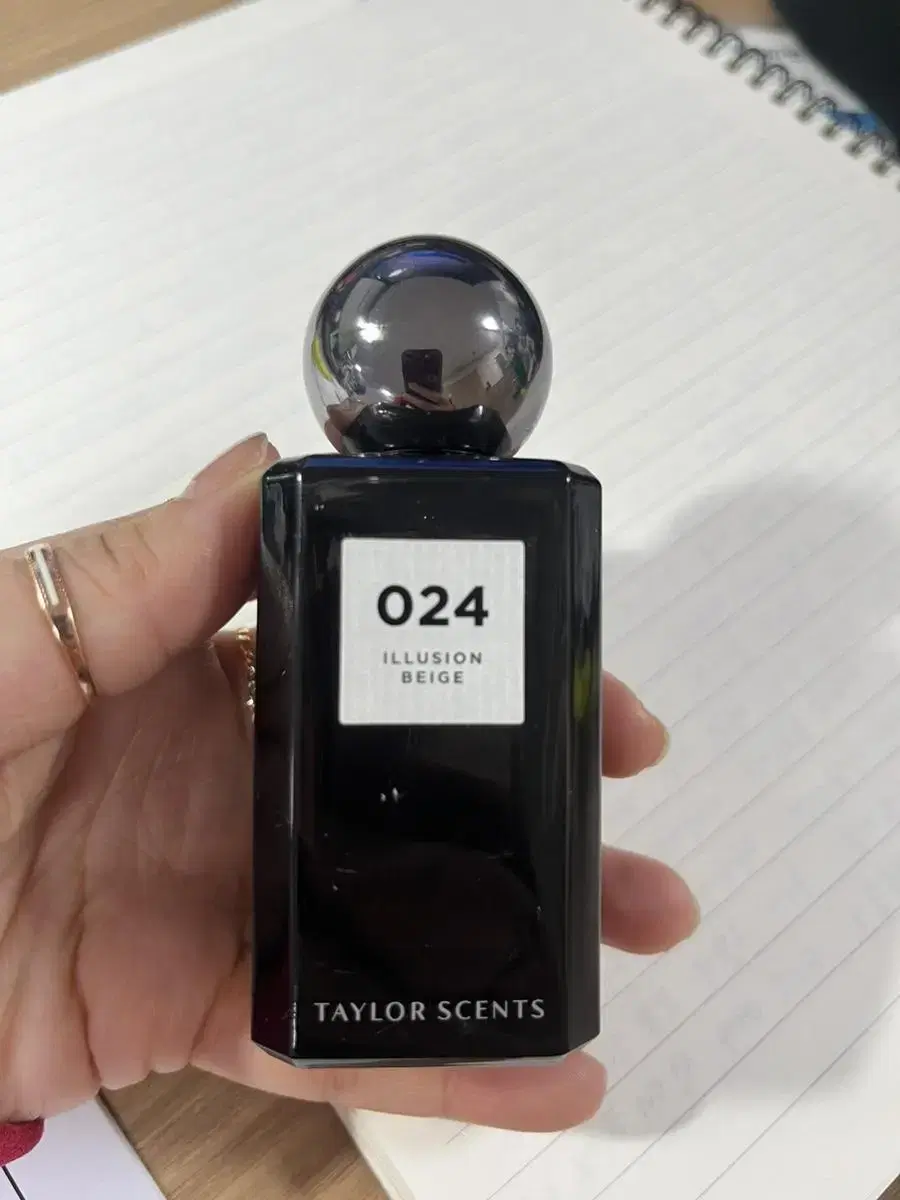 024
ILLUSION
BEIGE
TAYLOR SCENTS